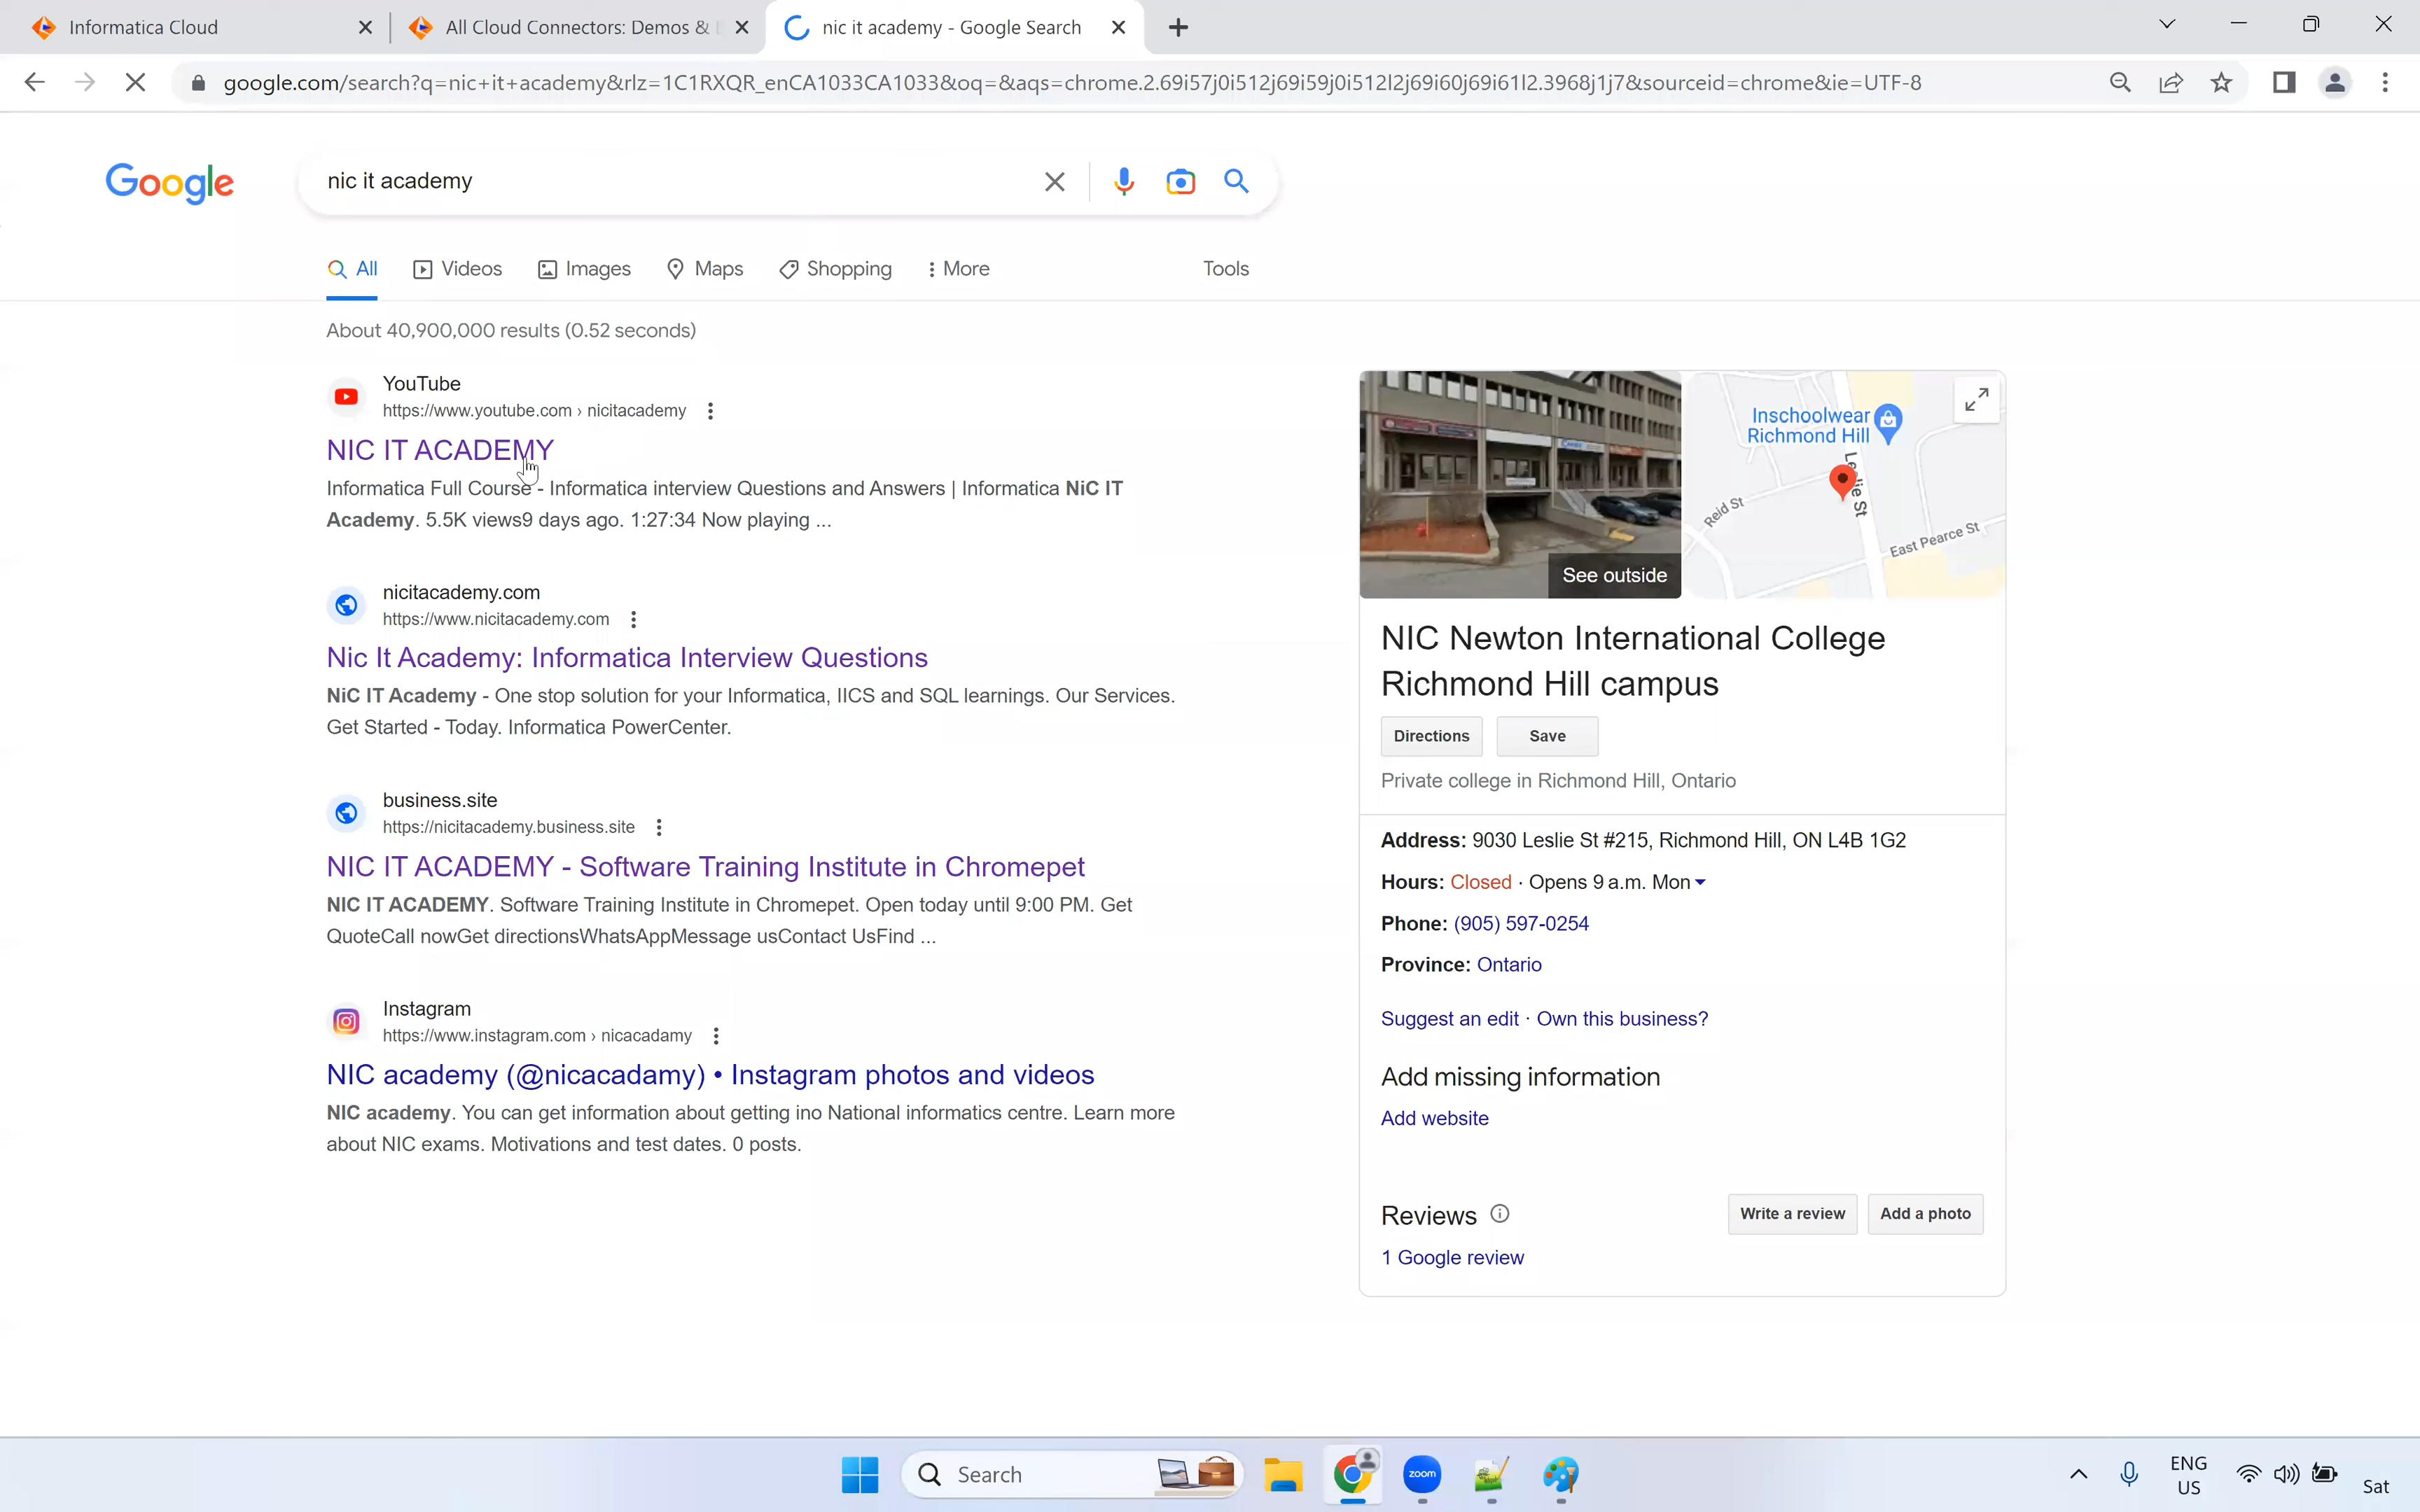 Informatica Cloud
All Cloud Connectors: Demos &
nic it academy - Google Search
google.com/search?q=nic+it+academy&rlz=1C1RXQR_enCA1033CA1033&oq=&aqs=chrome.2.69i57j0i512j69i59j0i512l2j69i60j69i61l2.3968j1j7&sourceid=chrome&ie=UTF-8
Google
nic it academy
All
Videos
Images
Maps
Shopping
More
Tools
About 40,900,000 results (0.52 seconds)
YouTube
https://www.youtube.com › nicitacademy
NIC IT ACADEMY
Informatica Full Course - Informatica interview Questions and Answers | Informatica NiC IT
Academy. 5.5K views9 days ago. 1:27:34 Now playing ...
nicitacademy.com
https://www.nicitacademy.com
Nic It Academy: Informatica Interview Questions
NiC IT Academy - One stop solution for your Informatica, IICS and SQL learnings. Our Services.
Get Started - Today. Informatica PowerCenter.
business.site
https://nicitacademy.business.site
NIC IT ACADEMY - Software Training Institute in Chromepet
NIC IT ACADEMY. Software Training Institute in Chromepet. Open today until 9:00 PM. Get
QuoteCall nowGet directionsWhatsAppMessage usContact UsFind ...
Instagram
https://www.instagram.com › nicacadamy
NIC academy (@nicacadamy) • Instagram photos and videos
NIC academy. You can get information about getting ino National informatics centre. Learn more
about NIC exams. Motivations and test dates. 0 posts.
See outside
Inschoolwear
Richmond Hill
Leslie St
Reid St
East Pearce St
NIC Newton International College
Richmond Hill campus
Directions
Save
Private college in Richmond Hill, Ontario
Address: 9030 Leslie St #215, Richmond Hill, ON L4B 1G2
Hours: Closed · Opens 9 a.m. Mon
Phone: (905) 597-0254
Province: Ontario
Suggest an edit · Own this business?
Add missing information
Add website
Reviews
Write a review
Add a photo
1 Google review
Search
zoom
ENG
US
Sat